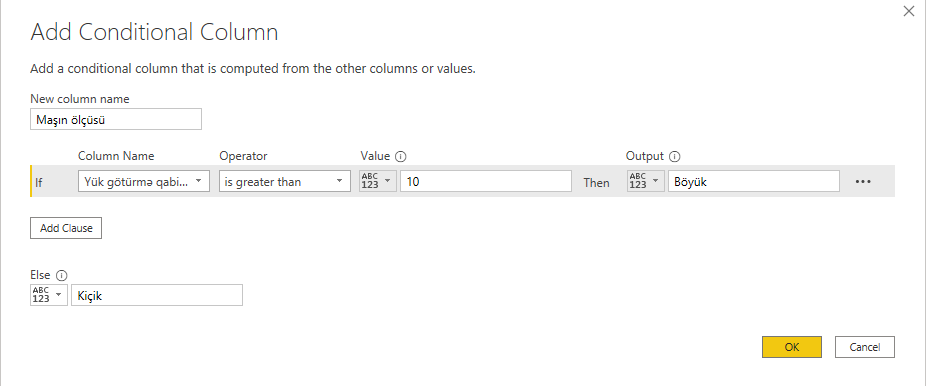 Add Conditional Column
Add a conditional column that is computed from the other columns or values.
New column name
Maşın ölçüsü
Column Name Operator Value Output
If Yük götürmə qabi... is greater than ABC 123 10 Then ABC 123 Böyük ...
Add Clause
Else
ABC 123 Kiçik
OK Cancel